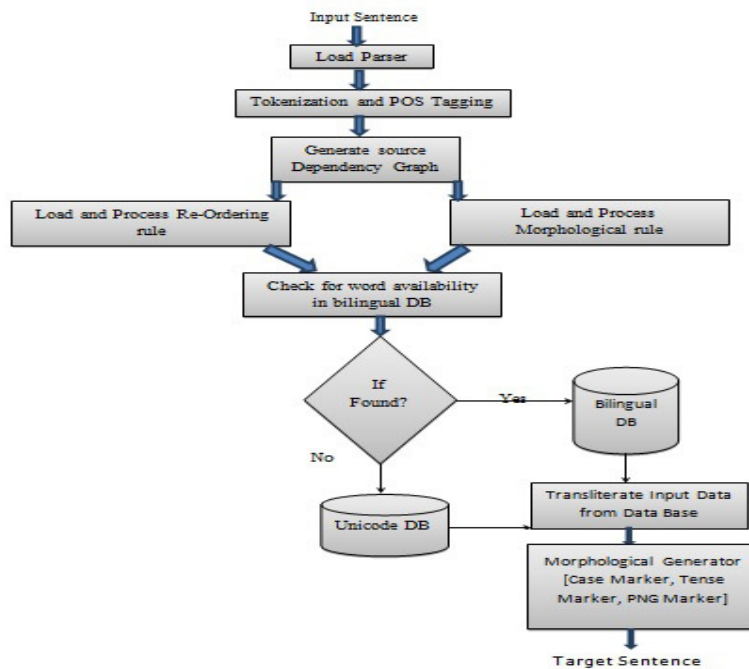 Input Sentence
Load Parser
Tokenization and POS Tagging
Generate source
Dependency Graph
Load and Process Re-Ordering
rule
Load and Process
Morphological rule
Check for word availability
in bilingual DB
If
Found?
Yes
Bilingual
DB
No
Unicode DB
Transliterate Input Data
from Data Base
Morphological Generator
[Case Marker, Tense
Marker, PNG Marker]
Target Sentence